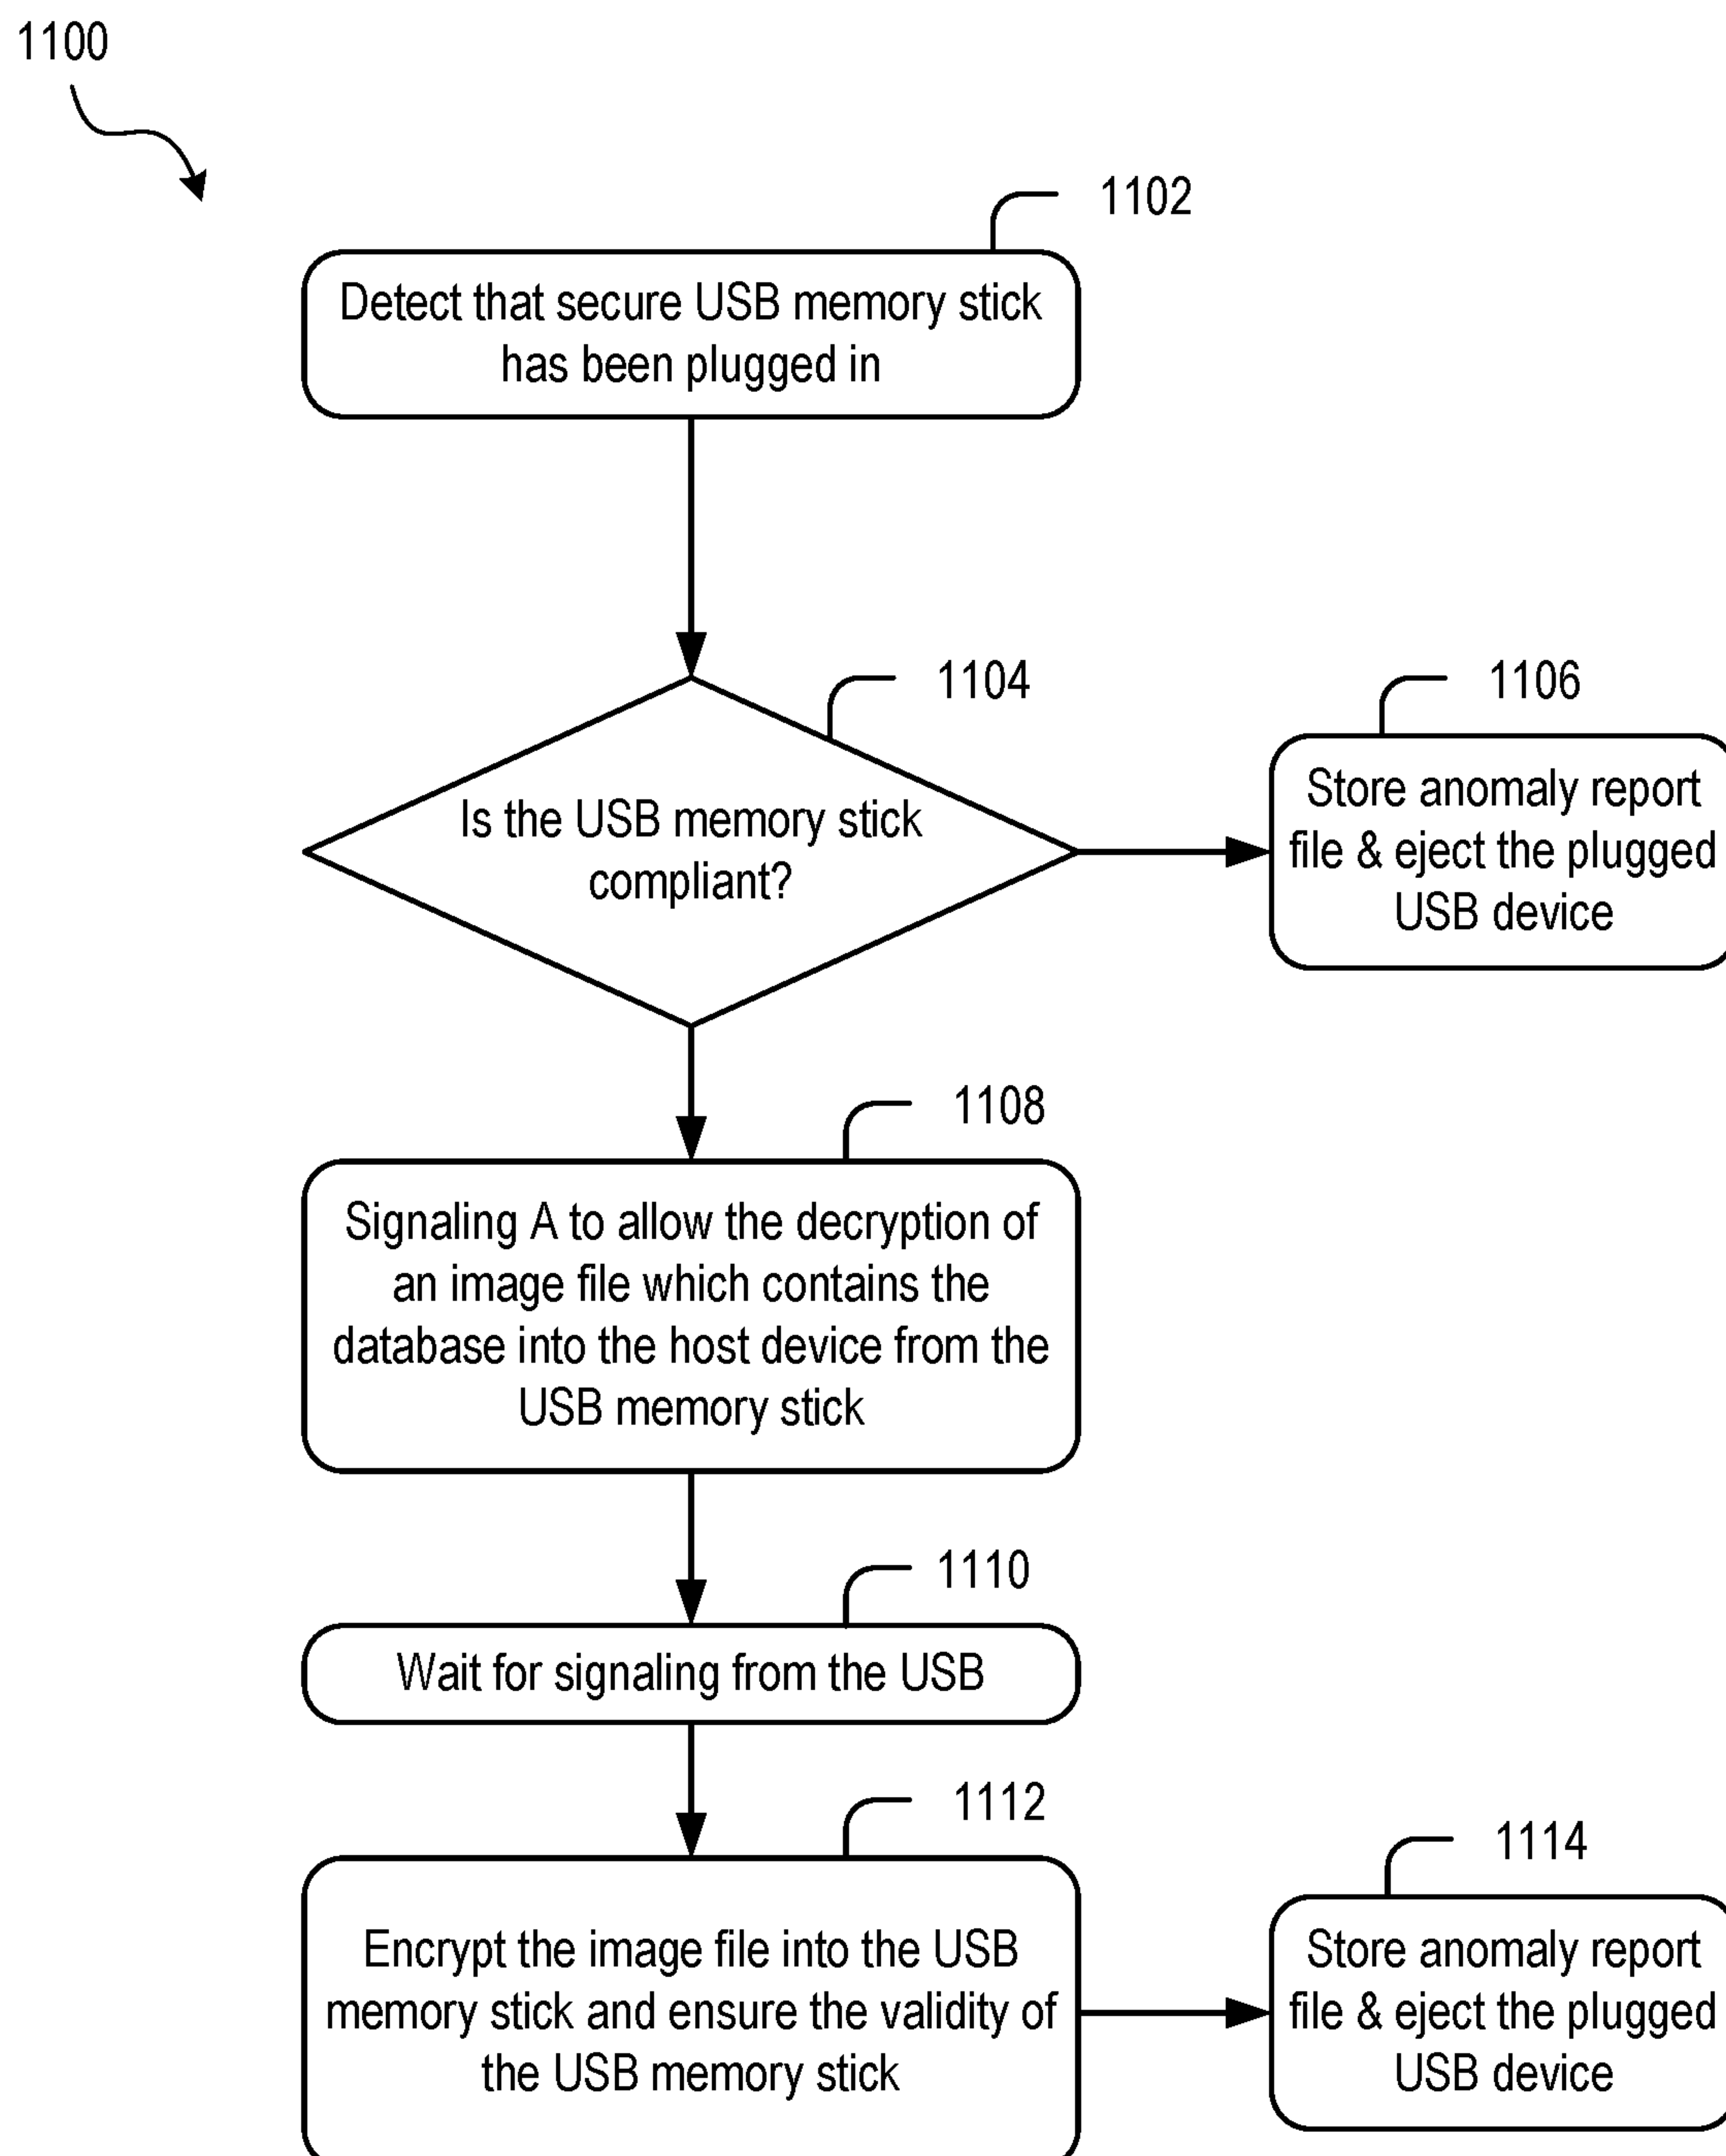 1100
1102
Detect that secure USB memory stick
has been plugged in
1104
Is the USB memory stick
compliant?
1106
Store anomaly report
file & eject the plugged
USB device
1108
Signaling A to allow the decryption of
an image file which contains the
database into the host device from the
USB memory stick
1110
Wait for signaling from the USB
1112
Encrypt the image file into the USB
memory stick and ensure the validity of
the USB memory stick
1114
Store anomaly report
file & eject the plugged
USB device